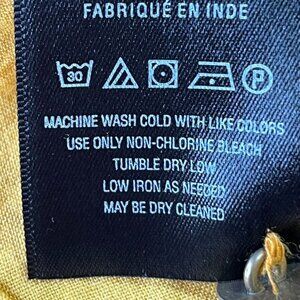 FABRIQUÉ EN INDE
30 P
MACHINE WASH COLD WITH LIKE COLORS
USE ONLY NON-CHLORINE BLEACH
TUMBLE DRY LOW
LOW IRON AS NEEDED
MAY BE DRY CLEANED